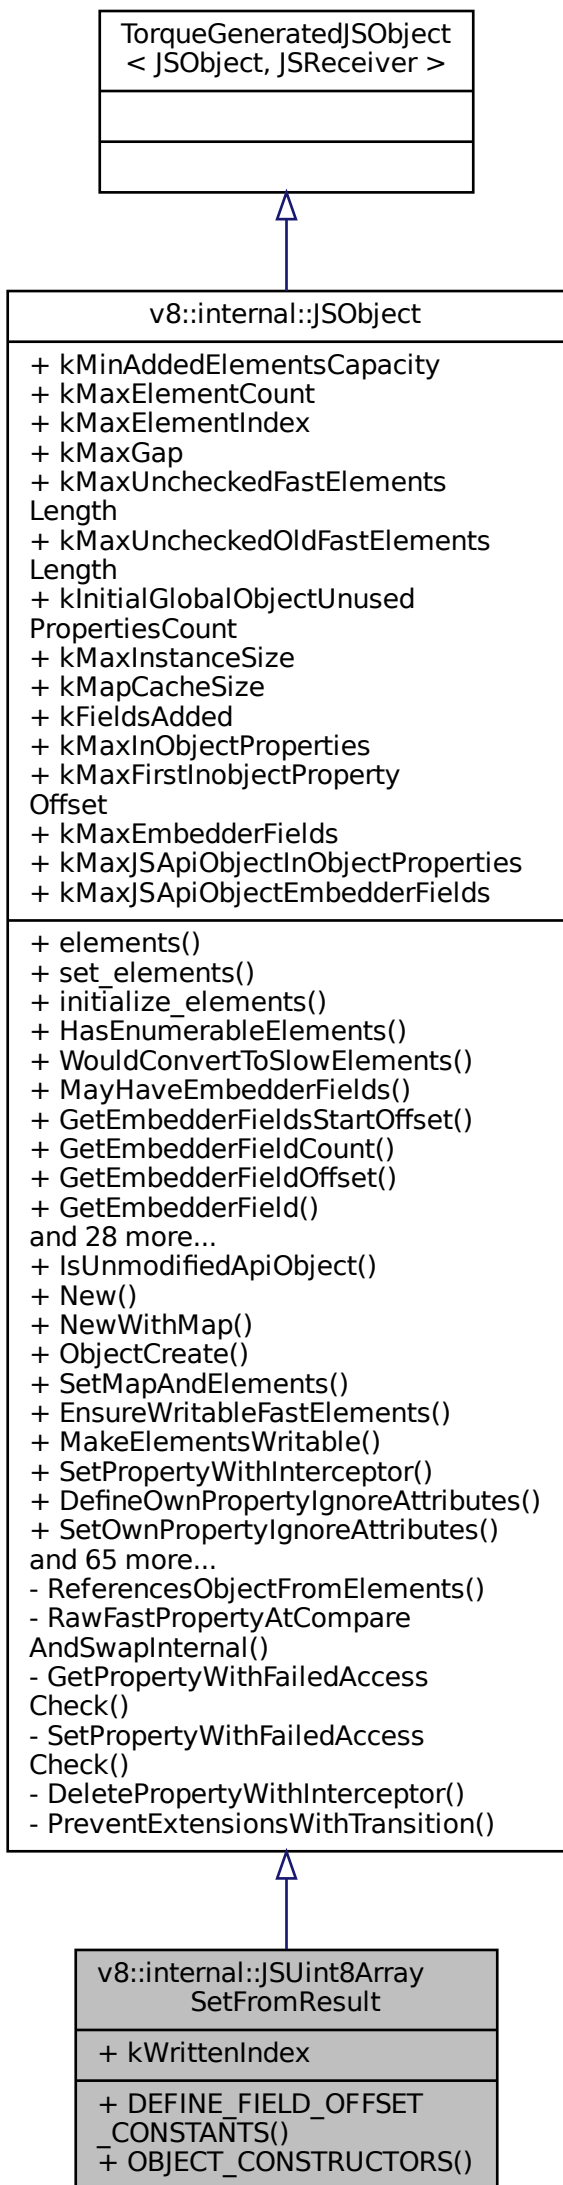 TorqueGeneratedJSObject
< JSObject, JSReceiver >
v8::internal::JSObject
+ kMinAddedElementsCapacity
+ kMaxElementCount
+ kMaxElementIndex
+ kMaxGap
+ kMaxUncheckedFastElements
Length
+ kMaxUncheckedOldFastElements
Length
+ kInitialGlobalObjectUnused
PropertiesCount
+ kMaxInstanceSize
+ kMapCacheSize
+ kFieldsAdded
+ kMaxInObjectProperties
+ kMaxFirstInobjectProperty
Offset
+ kMaxEmbedderFields
+ kMaxJSApiObjectInObjectProperties
+ kMaxJSApiObjectEmbedderFields
+ elements()
+ set_elements()
+ initialize_elements()
+ HasEnumerableElements()
+ WouldConvertToSlowElements()
+ MayHaveEmbedderFields()
+ GetEmbedderFieldsStartOffset()
+ GetEmbedderFieldCount()
+ GetEmbedderFieldOffset()
+ GetEmbedderField()
and 28 more...
+ IsUnmodifiedApiObject()
+ New()
+ NewWithMap()
+ ObjectCreate()
+ SetMapAndElements()
+ EnsureWritableFastElements()
+ MakeElementsWritable()
+ SetPropertyWithInterceptor()
+ DefineOwnPropertyIgnoreAttributes()
+ SetOwnPropertyIgnoreAttributes()
and 65 more...
- ReferencesObjectFromElements()
- RawFastPropertyAtCompare
AndSwapInternal()
- GetPropertyWithFailedAccess
Check()
- SetPropertyWithFailedAccess
Check()
- DeletePropertyWithInterceptor()
- PreventExtensionsWithTransition()
v8::internal::JSUint8Array
SetFromResult
+ kWrittenIndex
+ DEFINE_FIELD_OFFSET
_CONSTANTS()
+ OBJECT_CONSTRUCTORS()